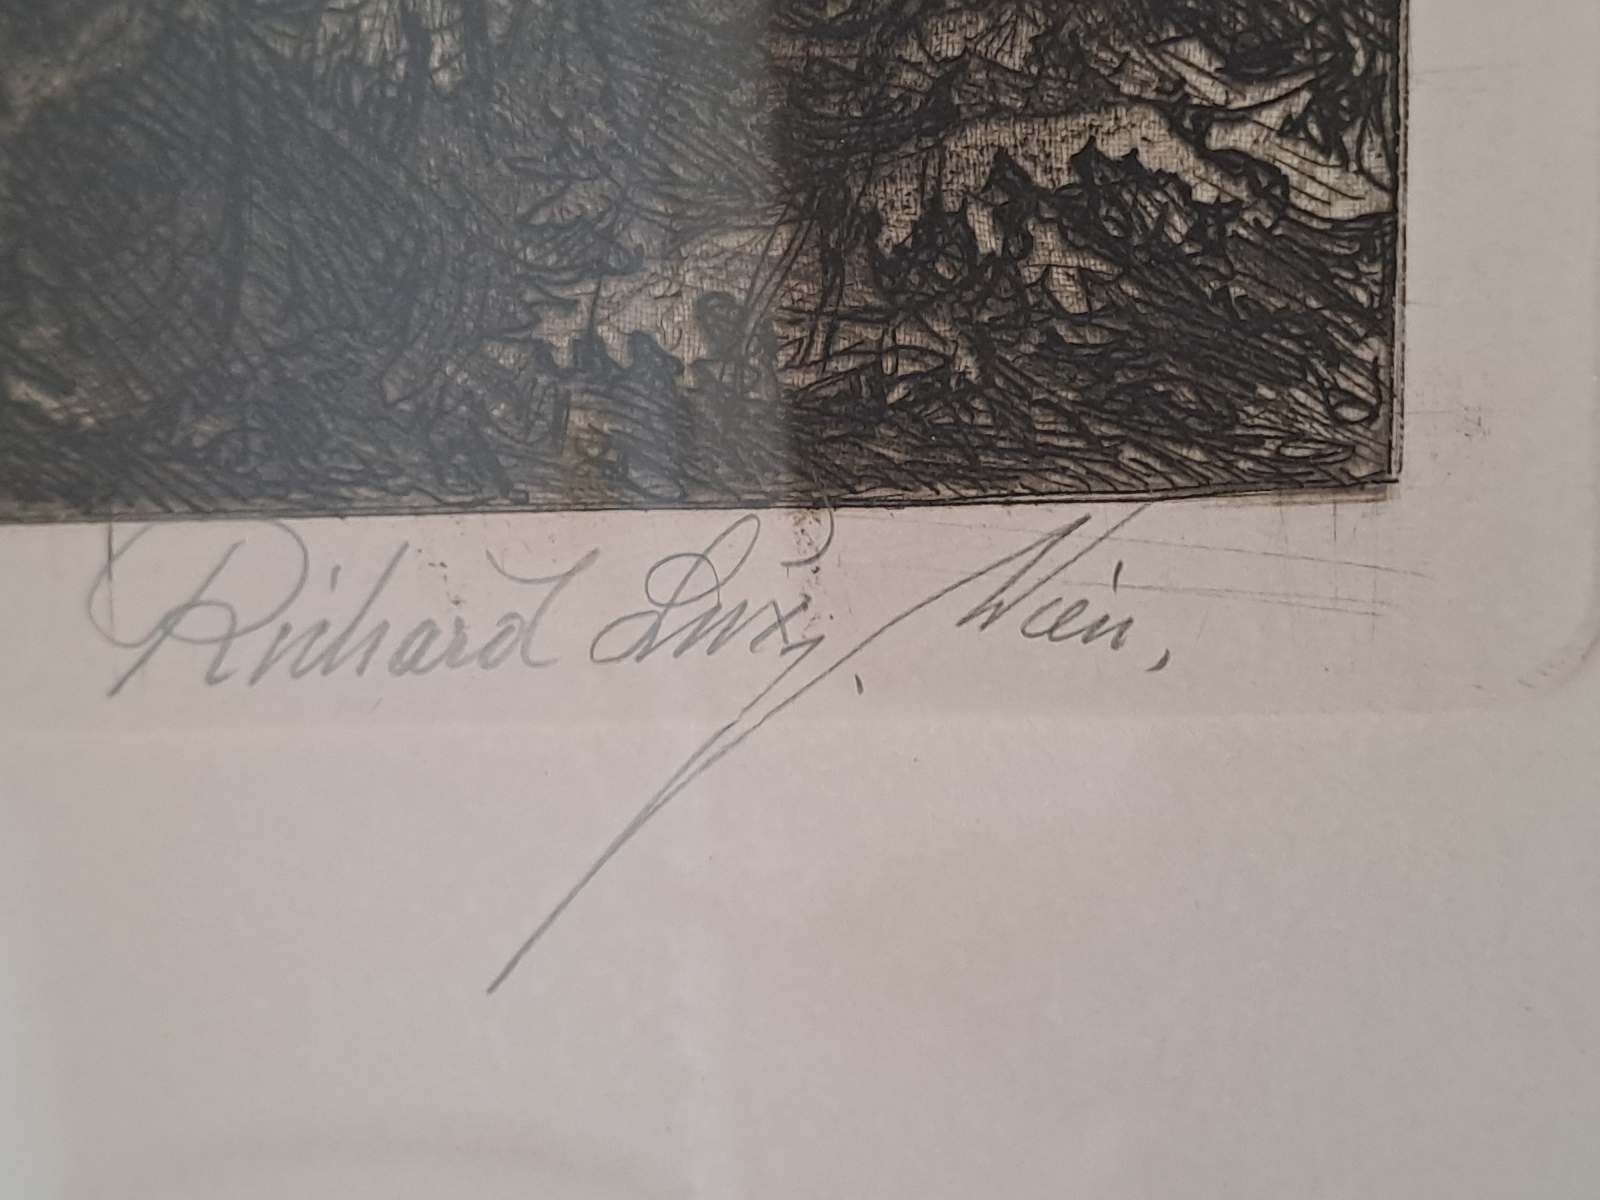 Richard Lux, Wien,